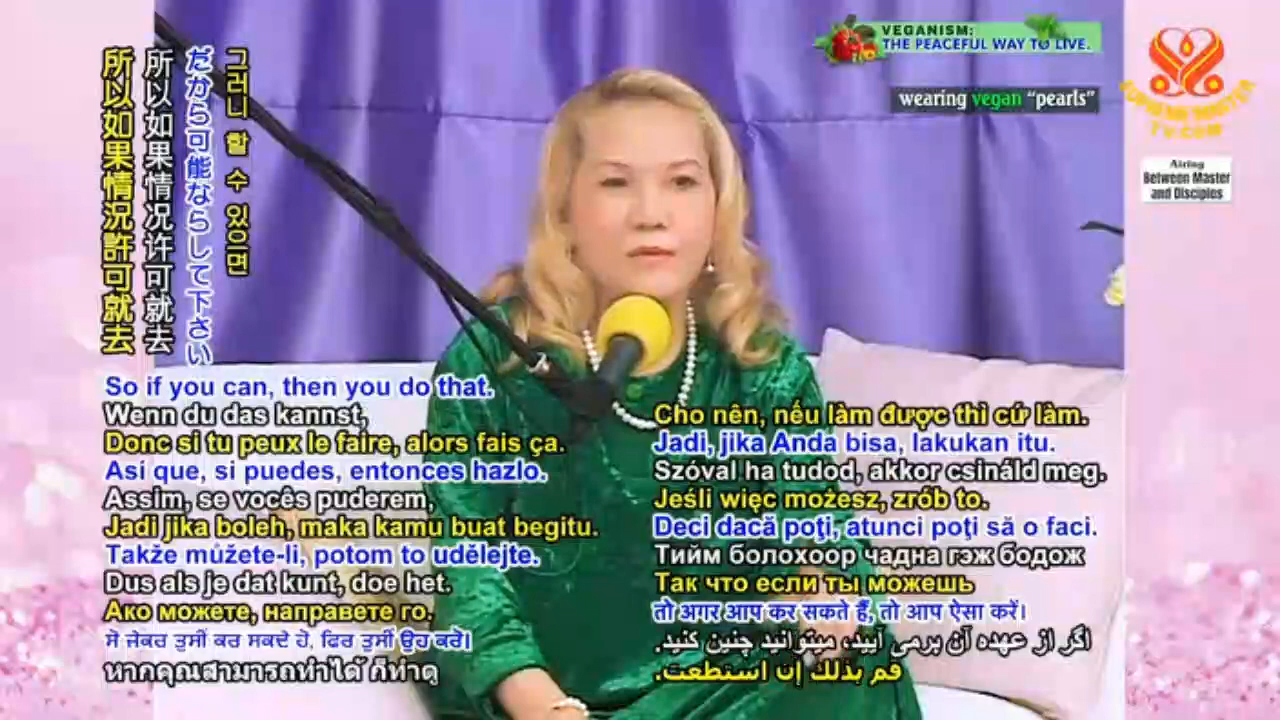 VEGANISM:
THE PEACEFUL WAY TO LIVE.
wearing vegan “pearls”
SUPREME MASTER
TV.COM
Airing
Between Master
and Disciples
그러니 할 수 있으면
だから可能ならして下さい
所以如果情况许可就去
所以如果情況許可就去
So if you can, then you do that.
Wenn du das kannst,
Donc si tu peux le faire, alors fais ça.
Asi que, si puedes, entonces hazlo.
Assim, se vocês puderem,
Jadi jika boleh, maka kamu buat begitu.
Takže můžete-li, potom to udělejte.
Dus als je dat kunt, doe het.
Ако можете, направете го.
ਸੋ ਜੇਕਰ ਤੁਸੀਂ ਕਰ ਸਕਦੇ ਹੋ, ਫਿਰ ਤੁਸੀਂ ਉਹ ਕਰੋ।
หากคุณสามารถทำได้ ก็ทำดู
Cho nên, nếu làm được thì cứ làm.
Jadi, jika Anda bisa, lakukan itu.
Szóval ha tudod, akkor csináld meg.
Jeśli więc możesz, zrób to.
Deci dacă poţi, atunci poţi să o faci.
Тийм болохоор чадна гэж бодож
Так что если ты можешь
तो अगर आप कर सकते हैं, तो आप ऐसा करें।
اگر از عهده آن برمی آیید، میتوانید چنین کنید.
قم بذلك إن استطعت.